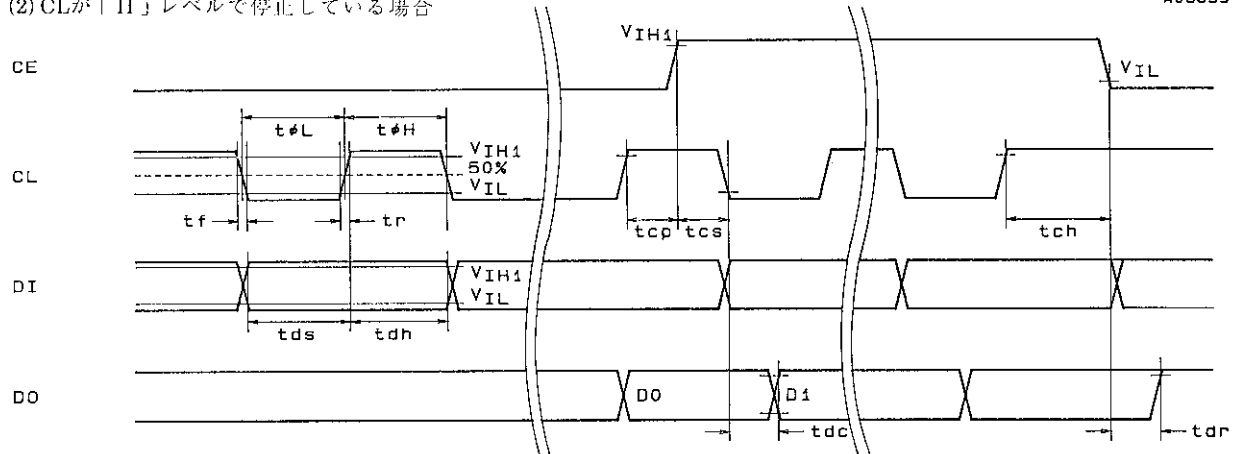 (2) CLが「H」レベルで停止している場合
CE
VIH1
VIL
tøL
tøH
CL
VIH1
50%
VIL
tf
tr
tcp
tcs
tch
DI
VIH1
VIL
tds
tdh
DO
D0
D1
tdc
tdr